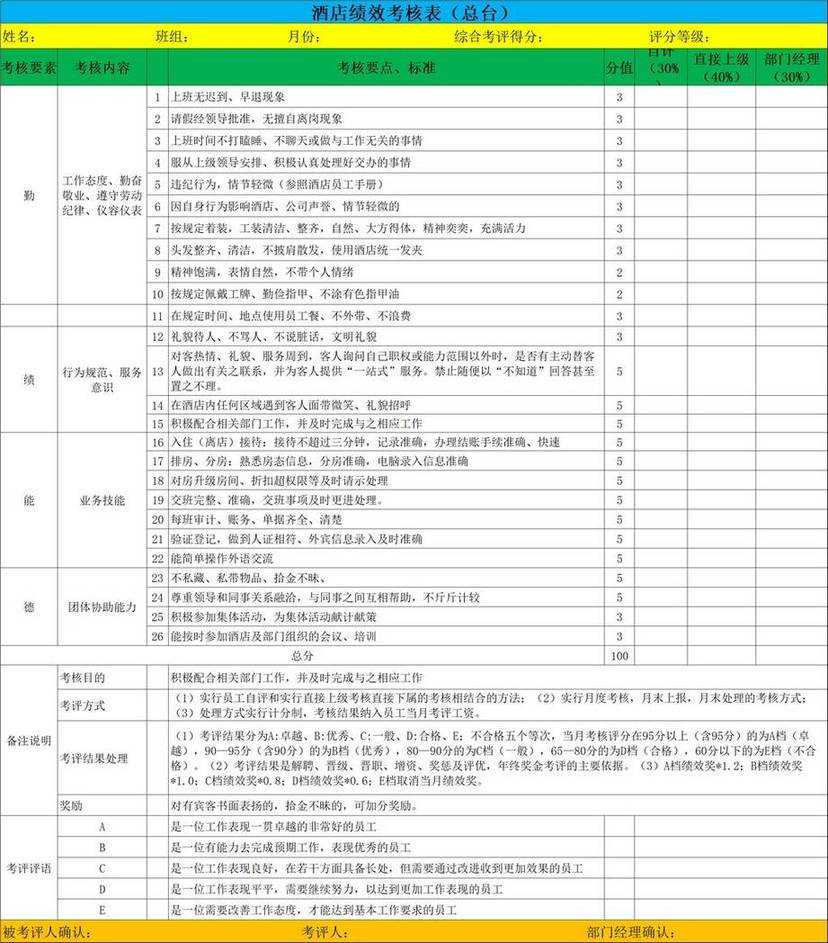 酒店绩效考核表（总台）
姓名： 班组： 月份： 综合考评得分： 评分等级：
考核要素 考核内容 考核要点、标准 分值 自评（30%） 直接上级（40%） 部门经理（30%）
勤
工作态度、勤奋
敬业、遵守劳动
纪律、仪容仪表
1 上班无迟到、早退现象 3
2 请假经领导批准，无擅自离岗现象 3
3 上班时间不打瞌睡、不聊天或做与工作无关的事情 3
4 服从上级领导安排、积极认真处理好交办的事情 3
5 违纪行为，情节轻微（参照酒店员工手册） 3
6 因自身行为影响酒店、公司声誉、情节轻微的 3
7 按规定着装，工装清洁、整齐，自然、大方得体，精神奕奕，充满活力 3
8 头发整齐、清洁，不披肩散发，使用酒店统一发夹 3
9 精神饱满，表情自然，不带个人情绪 2
10 按规定佩戴工牌、勤俭指甲、不涂有色指甲油 2
11 在规定时间、地点使用员工餐、不外带、不浪费 3
绩
行为规范、服务
意识
12 礼貌待人、不骂人、不说脏话，文明礼貌 3
13 对客热情、礼貌、服务周到，客人询问自己职权或能力范围以外时，是否有主动替客
人做出有关之联系，并为客人提供“一站式”服务。禁止随便以“不知道”回答甚至
置之不理。 5
14 在酒店内任何区域遇到客人面带微笑、礼貌招呼 5
15 积极配合相关部门工作，并及时完成与之相应工作 5
能
业务技能
16 入住（离店）接待：接待不超过三分钟，记录准确，办理结账手续准确、快速 5
17 排房、分房：熟悉房态信息，分房准确，电脑录入信息准确 5
18 对房升级房间、折扣超权限等及时请示处理 5
19 交班完整、准确，交班事项及时更进处理。 5
20 每班审计、账务、单据齐全、清楚 5
21 验证登记，做到人证相符、外宾信息录入及时准确 5
22 能简单操作外语交流 5
德
团体协助能力
23 不私藏、私带物品、拾金不昧、 5
24 尊重领导和同事关系融洽，与同事之间互相帮助，不斤斤计较 5
25 积极参加集体活动，为集体活动献计献策 3
26 能按时参加酒店及部门组织的会议、培训 3
总分 100
备注说明
考核目的 积极配合相关部门工作，并及时完成与之相应工作
考评方式 （1）实行员工自评和实行直接上级考核直接下属的考核相结合的方法；（2）实行月度考核，月末上报，月末处理的考核方式；
（3）处理方式实行计分制，考核结果纳入员工当月考评工资。
考评结果处理 （1）考评结果分为A:卓越、B:优秀、C:一般、D:合格、E；不合格五个等次，当月考核评分在95分以上（含95分）的为A档（卓
越），90—95分（含90分）的为B档（优秀），80—90分的为C档（一般），65—80分的为D档（合格），60分以下的为E档（不合
格）。（2）考评结果是解聘、晋级、晋职、增资、奖惩及评优，年终奖金考评的主要依据。（3）A档绩效奖*1.2；B档绩效奖
*1.0；C档绩效奖*0.8；D档绩效奖*0.6；E档取消当月绩效奖。
奖励 对有宾客书面表扬的，拾金不昧的，可加分奖励。
考评评语
A 是一位工作表现一贯卓越的非常好的员工
B 是一位有能力去完成预期工作，表现优秀的员工
C 是一位工作表现良好，在若干方面具备长处，但需要通过改进收到更加效果的员工
D 是一位工作表现平平，需要继续努力，以达到更加工作表现的员工
E 是一位需要改善工作态度，才能达到基本工作要求的员工
被考评人确认： 考评人： 部门经理确认：